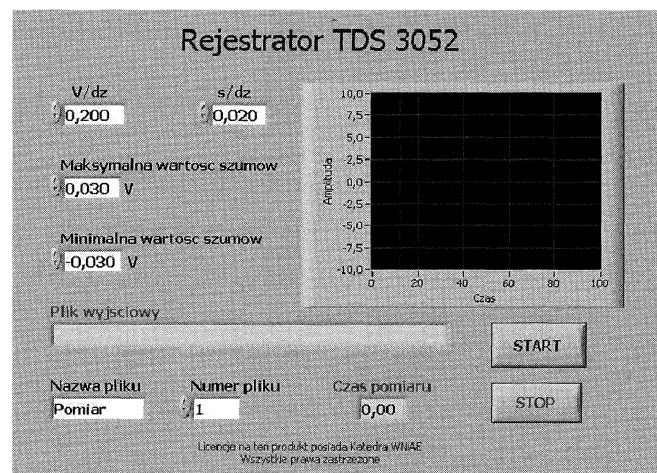 Rejestrator TDS 3052
V/dz
s/dz
0,200
0,020
Maksymalna wartosc szumow
0,030 V
Minimalna wartosc szumow
-0,030 V
10,0
7,5
5,0
2,5
0,0
-2,5
-5,0
-7,5
-10,0
Amplituda
0 20 40 60 80 100
Czas
Plik wyjsciowy
START
Nazwa pliku
Numer pliku
Czas pomiaru
Pomiar
1
0,00
STOP
Licencje na ten produkt posiada Katedra WNiAE
Wszystkie prawa zastrzezone